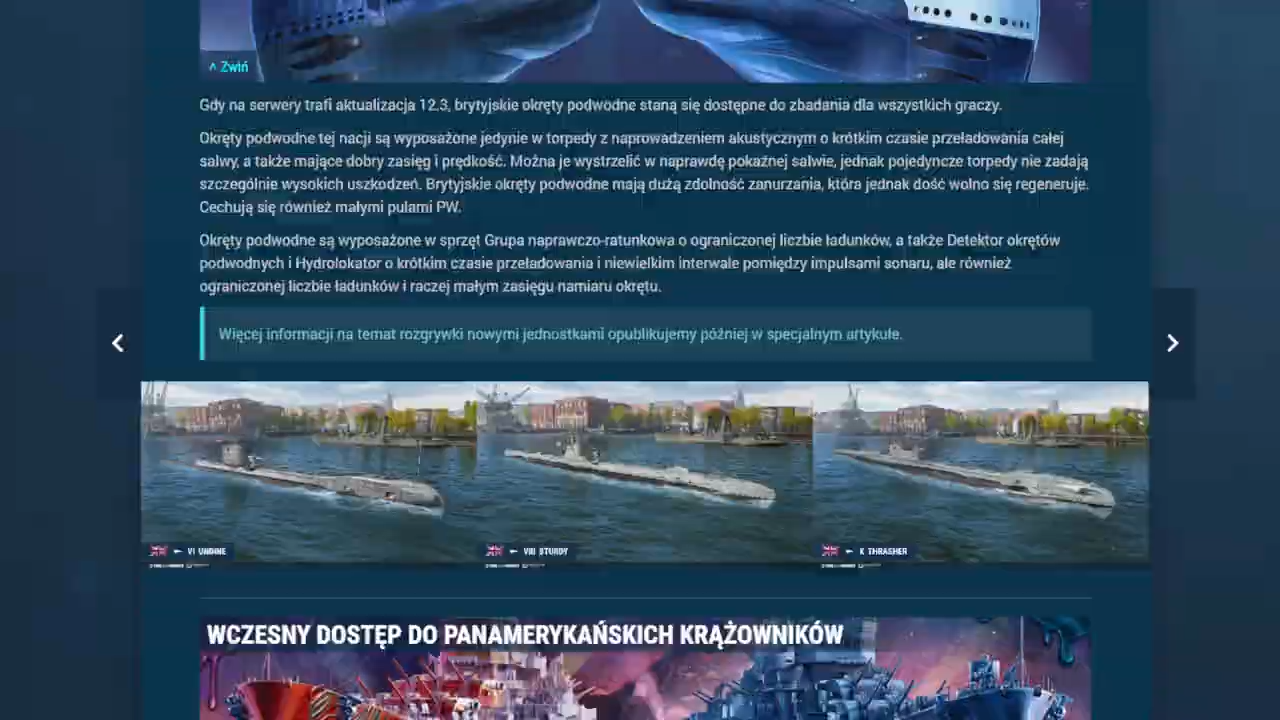 ^ Zwiń
Gdy na serwery trafi aktualizacja 12.3, brytyjskie okręty podwodne staną się dostępne do zbadania dla wszystkich graczy.
Okręty podwodne tej nacji są wyposażone jedynie w torpedy z naprowadzeniem akustycznym o krótkim czasie przeładowania całej
salwy, a także mające dobry zasięg i prędkość. Można je wystrzelić w naprawdę pokaźnej salwie, jednak pojedyncze torpedy nie zadają
szczególnie wysokich uszkodzeń. Brytyjskie okręty podwodne mają dużą zdolność zanurzania, która jednak dość wolno się regeneruje.
Cechują się również małymi pulami PW.
Okręty podwodne są wyposażone w sprzęt Grupa naprawczo-ratunkowa o ograniczonej liczbie ładunków, a także Detektor okrętów
podwodnych i Hydrolokator o krótkim czasie przeładowania i niewielkim interwale pomiędzy impulsami sonaru, ale również
ograniczonej liczbie ładunków i raczej małym zasięgu namiaru okrętu.
Więcej informacji na temat rozgrywki nowymi jednostkami opublikujemy później w specjalnym artykule.
VI UNDINE
VIII STURDY
X THRASHER
WCZESNY DOSTĘP DO PANAMERYKAŃSKICH KRĄŻOWNIKÓW